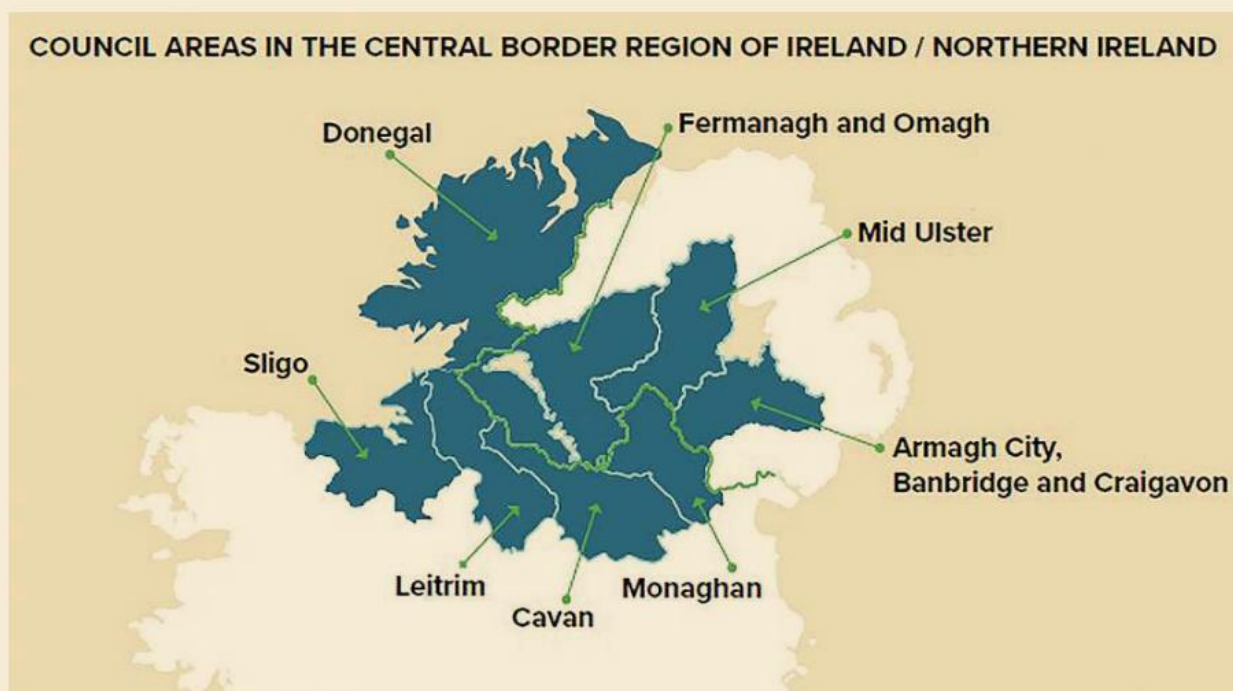 COUNCIL AREAS IN THE CENTRAL BORDER REGION OF IRELAND / NORTHERN IRELAND
Donegal
Fermanagh and Omagh
Mid Ulster
Sligo
Armagh City,
Banbridge and Craigavon
Leitrim
Cavan
Monaghan